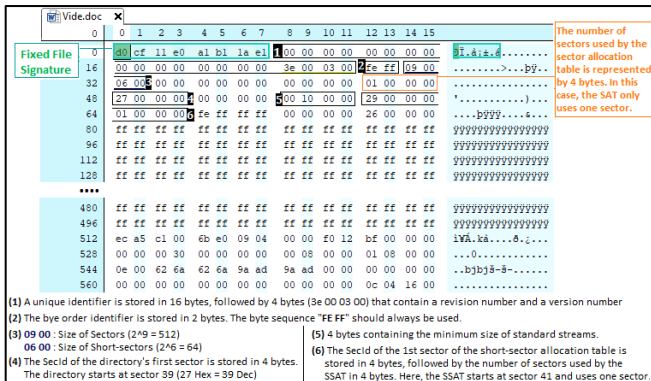 Vide.doc ✕
0 0 1 2 3 4 5 6 7 8 9 10 11 12 13 14 15
Fixed File
Signature
0 d0 cf 11 e0 a1 b1 1a e1 1 00 00 00 00 00 00 00 00 ÐÏ.à¡±.á........
16 00 00 00 00 00 00 00 00 3e 00 03 00 2 fe ff 09 00 ........>...þÿ..
32 06 00 3 00 00 00 00 00 00 00 00 00 00 01 00 00 00 ................
48 27 00 00 00 4 00 00 00 00 5 00 10 00 00 29 00 00 00 '...........)...
64 01 00 00 00 6 fe ff ff ff 00 00 00 00 26 00 00 00 ....þÿÿÿ....&...
80 ff ff ff ff ff ff ff ff ff ff ff ff ff ff ff ff ÿÿÿÿÿÿÿÿÿÿÿÿÿÿÿÿ
96 ff ff ff ff ff ff ff ff ff ff ff ff ff ff ff ff ÿÿÿÿÿÿÿÿÿÿÿÿÿÿÿÿ
112 ff ff ff ff ff ff ff ff ff ff ff ff ff ff ff ff ÿÿÿÿÿÿÿÿÿÿÿÿÿÿÿÿ
128 ff ff ff ff ff ff ff ff ff ff ff ff ff ff ff ff ÿÿÿÿÿÿÿÿÿÿÿÿÿÿÿÿ
••••
480 ff ff ff ff ff ff ff ff ff ff ff ff ff ff ff ff ÿÿÿÿÿÿÿÿÿÿÿÿÿÿÿÿ
496 ff ff ff ff ff ff ff ff ff ff ff ff ff ff ff ff ÿÿÿÿÿÿÿÿÿÿÿÿÿÿÿÿ
512 ec a5 c1 00 6b e0 09 04 00 00 f0 12 bf 00 00 00 ì¥Á.kà....ð.¿...
528 00 00 00 30 00 00 00 00 00 08 00 00 01 08 00 00 ...0............
544 0e 00 62 6a 62 6a 9a ad 9a ad 00 00 00 00 00 00 ..bjbjš-š-......
560 00 00 00 00 00 00 00 00 00 00 00 00 0c 04 16 00 ................
The number of
sectors used by the
sector allocation
table is represented
by 4 bytes. In this
case, the SAT only
uses one sector.
(1) A unique identifier is stored in 16 bytes, followed by 4 bytes (3e 00 03 00) that contain a revision number and a version number
(2) The bye order identifier is stored in 2 bytes. The byte sequence "FE FF" should always be used.
(3) 09 00 : Size of Sectors (2^9 = 512)
06 00 : Size of Short-sectors (2^6 = 64)
(4) The SecId of the directory's first sector is stored in 4 bytes.
The directory starts at sector 39 (27 Hex = 39 Dec)
(5) 4 bytes containing the minimum size of standard streams.
(6) The SecId of the 1st sector of the short-sector allocation table is
stored in 4 bytes, followed by the number of sectors used by the
SSAT in 4 bytes. Here, the SSAT starts at sector 41 and uses one sector.